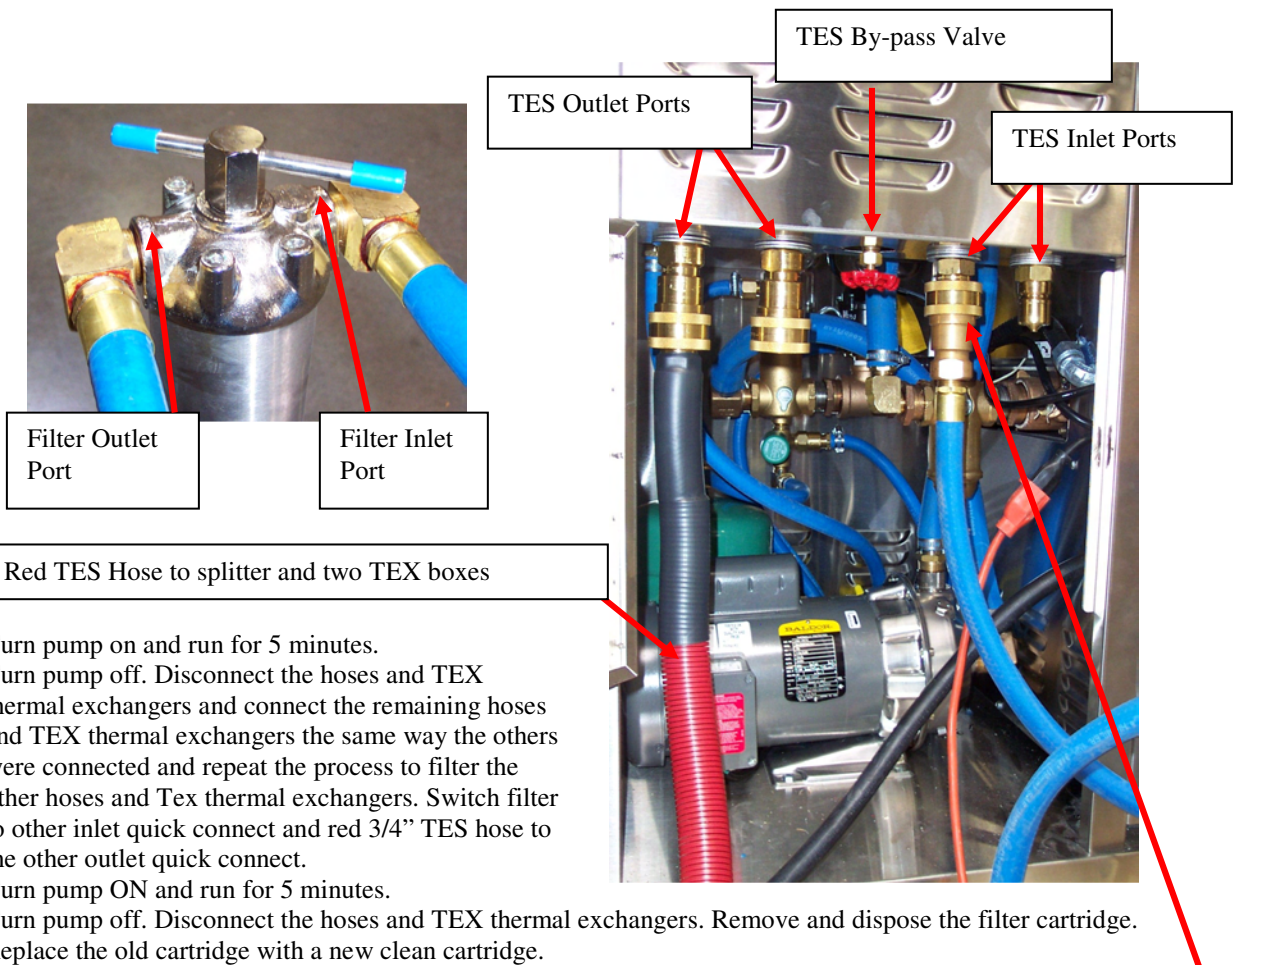 TES By-pass Valve
TES Outlet Ports
TES Inlet Ports
Filter Outlet
Port
Filter Inlet
Port
Red TES Hose to splitter and two TEX boxes
BALDOR
urn pump on and run for 5 minutes.
urn pump off. Disconnect the hoses and TEX
hermal exchangers and connect the remaining hoses
nd TEX thermal exchangers the same way the others
were connected and repeat the process to filter the
ther hoses and Tex thermal exchangers. Switch filter
o other inlet quick connect and red 3/4” TES hose to
he other outlet quick connect.
urn pump ON and run for 5 minutes.
urn pump off. Disconnect the hoses and TEX thermal exchangers. Remove and dispose the filter cartridge.
eplace the old cartridge with a new clean cartridge.